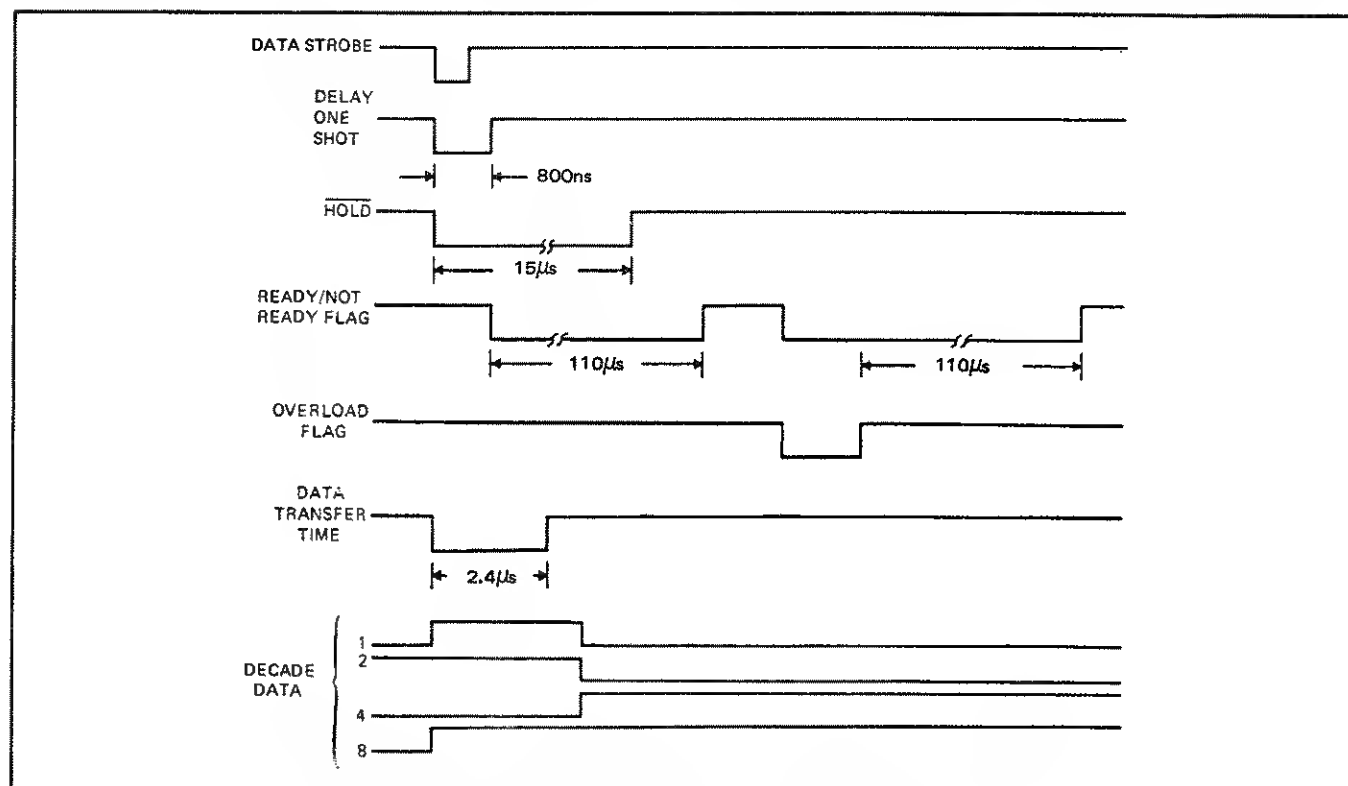 DATA STROBE
DELAY
ONE
SHOT
800ns
HOLD
15μs
READY/NOT
READY FLAG
110μs
110μs
OVERLOAD
FLAG
DATA
TRANSFER
TIME
2.4μs
DECADE
DATA
1
2
4
8